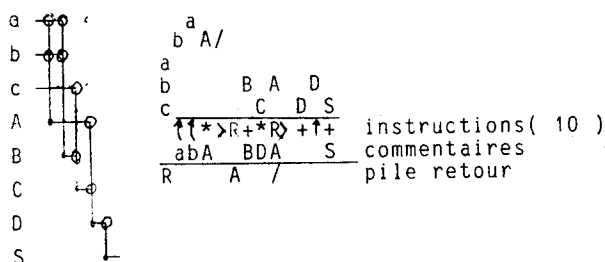 a
b
c
A
B
C
D
S
a
b A/
a
b B A D
c C D S
↑↑*>R+*R>+↑+ instructions( 10 )
abA BDA S commentaires
R A / pile retour